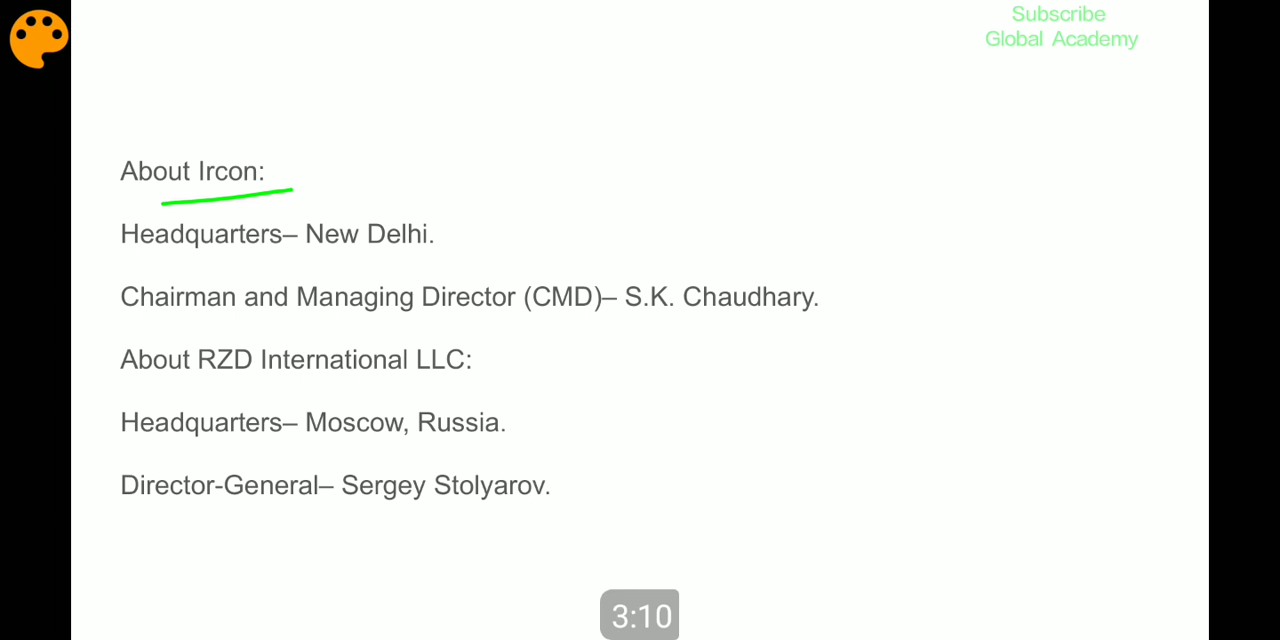 Subscribe
Global Academy
About Ircon:
Headquarters– New Delhi.
Chairman and Managing Director (CMD)– S.K. Chaudhary.
About RZD International LLC:
Headquarters– Moscow, Russia.
Director-General– Sergey Stolyarov.
3:10